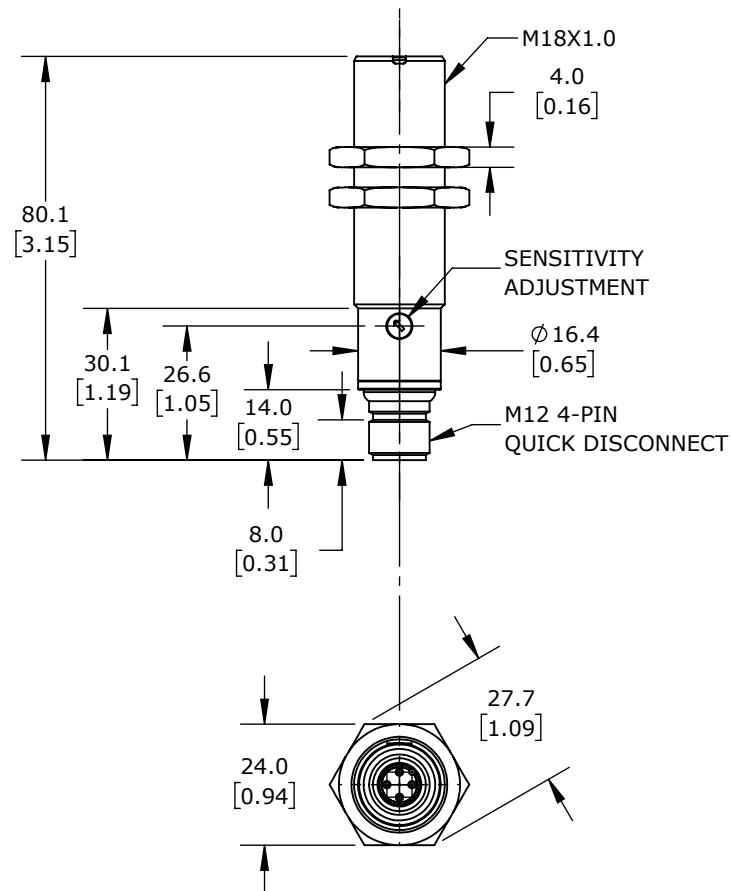 M18X1.0
4.0
[0.16]
80.1
[3.15]
SENSITIVITY
ADJUSTMENT
Ø16.4
[0.65]
30.1
[1.19]
26.6
[1.05]
14.0
[0.55]
M12 4-PIN
QUICK DISCONNECT
8.0
[0.31]
27.7
[1.09]
24.0
[0.94]